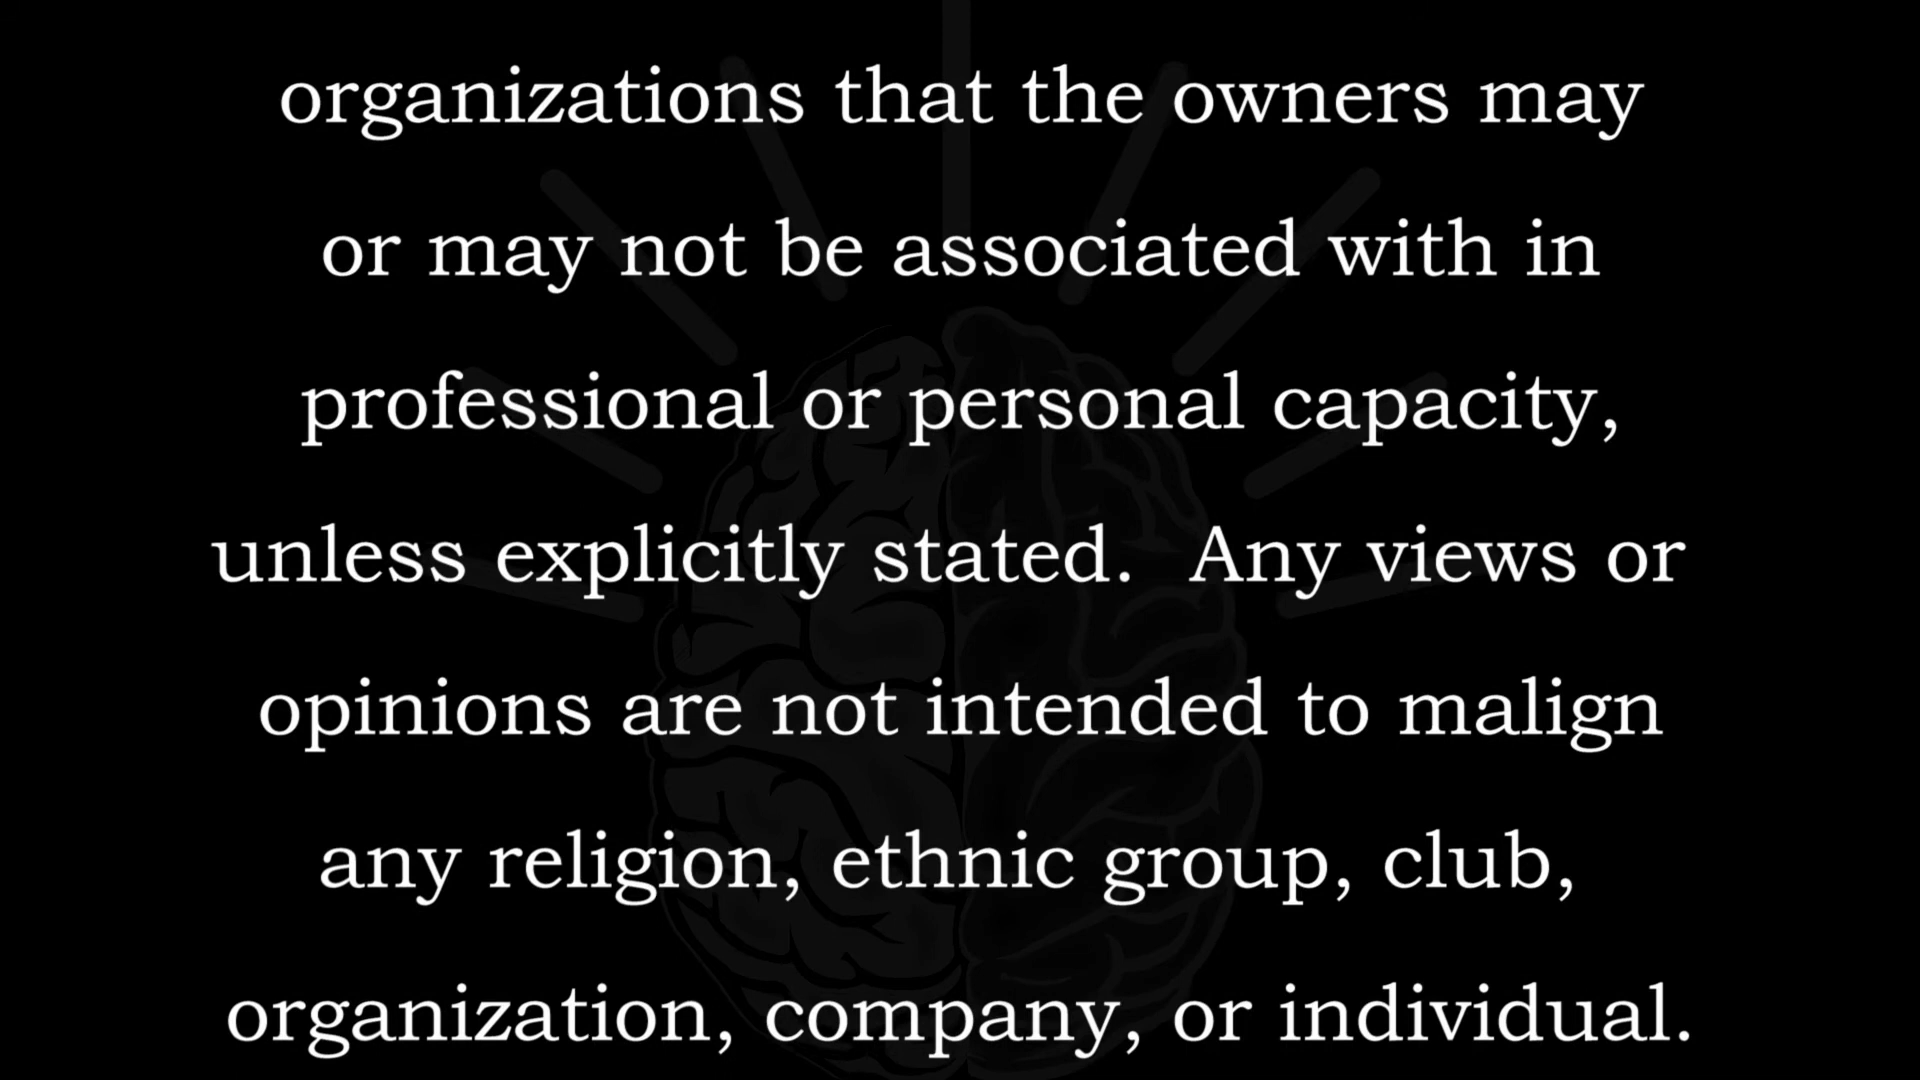 organizations that the owners may
or may not be associated with in
professional or personal capacity,
unless explicitly stated.  Any views or
opinions are not intended to malign
any religion, ethnic group, club,
organization, company, or individual.